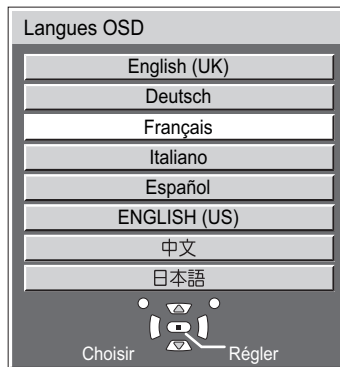 Langues OSD
English (UK)
Deutsch
Français
Italiano
Español
ENGLISH (US)
中文
日本語
Choisir Régler